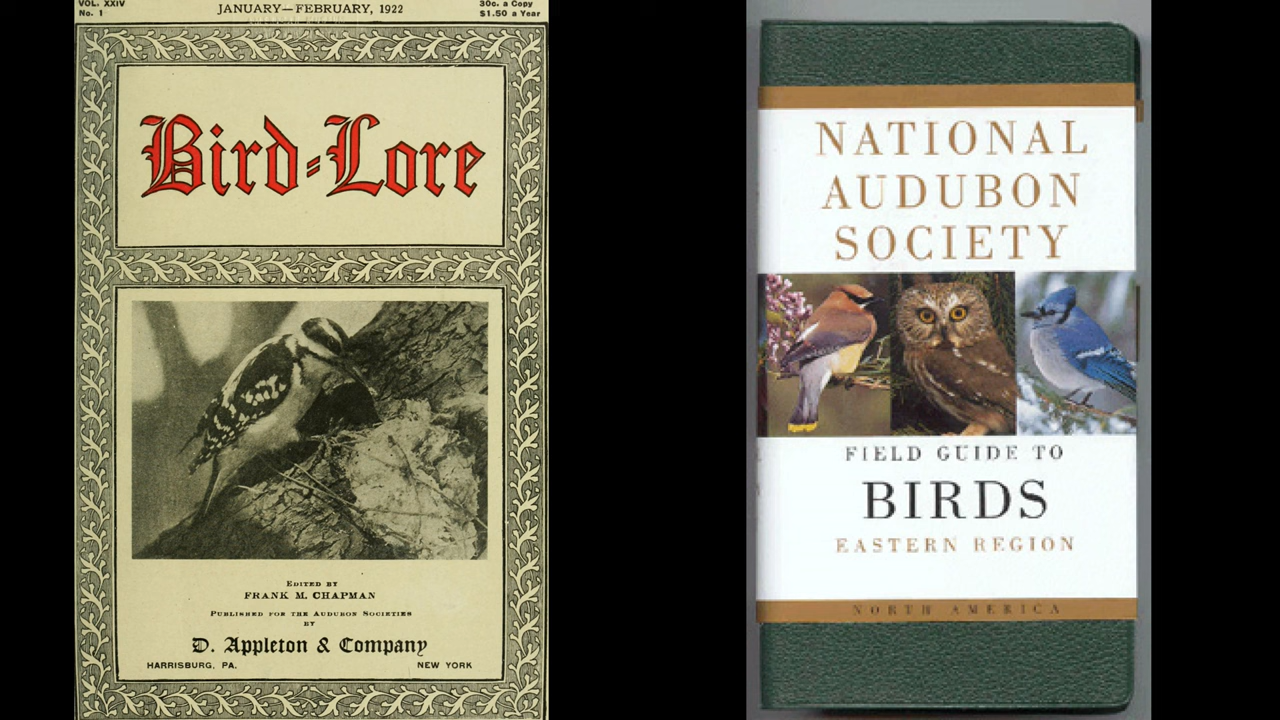 VOL. XXIV
No. 1
JANUARY—FEBRUARY, 1922
30c. a Copy
$1.50 a Year
Bird=Lore
EDITED BY
FRANK M. CHAPMAN
PUBLISHED FOR THE AUDUBON SOCIETIES
BY
D. Appleton & Company
HARRISBURG, PA.
NEW YORK
NATIONAL
AUDUBON
SOCIETY
FIELD GUIDE TO
BIRDS
EASTERN REGION
NORTH AMERICA